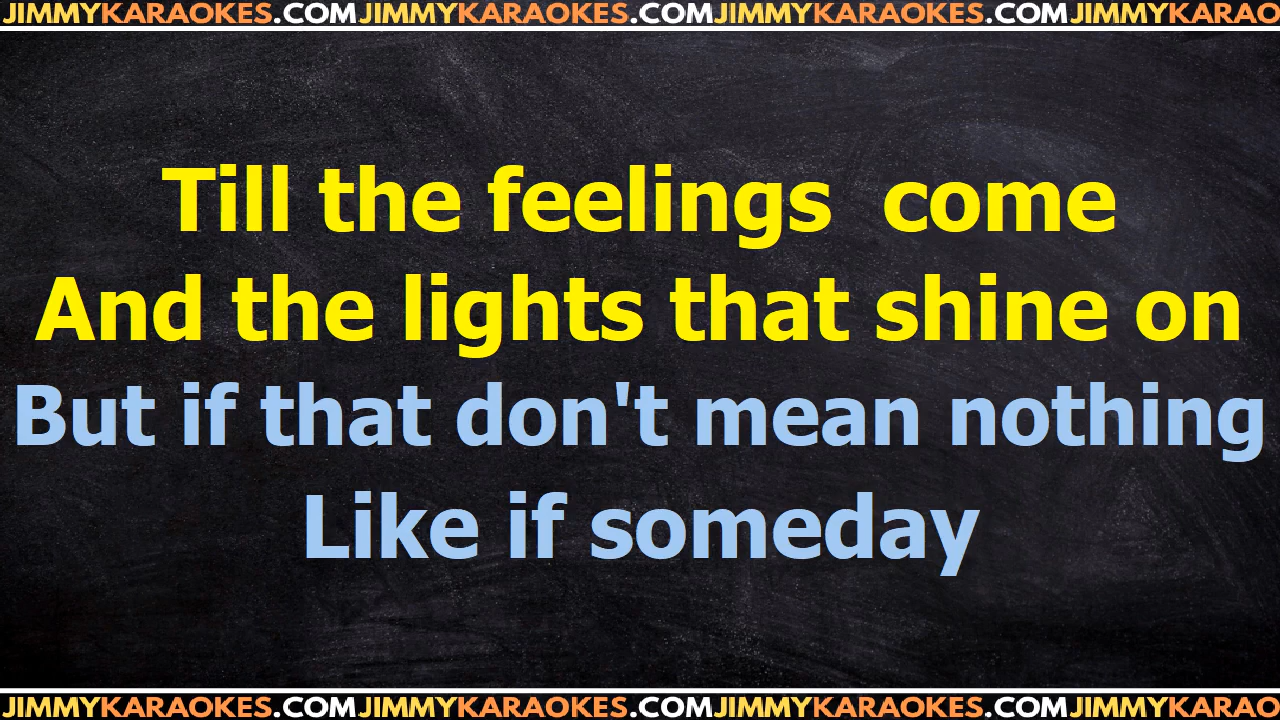 JIMMYKARAOKES.COMJIMMYKARAOKES.COMJIMMYKARAOKES.COMJIMMYKARAO
Till the feelings  come
And the lights that shine on
But if that don't mean nothing
Like if someday
JIMMYKARAOKES.COMJIMMYKARAOKES.COMJIMMYKARAOKES.COMJIMMYKARAO